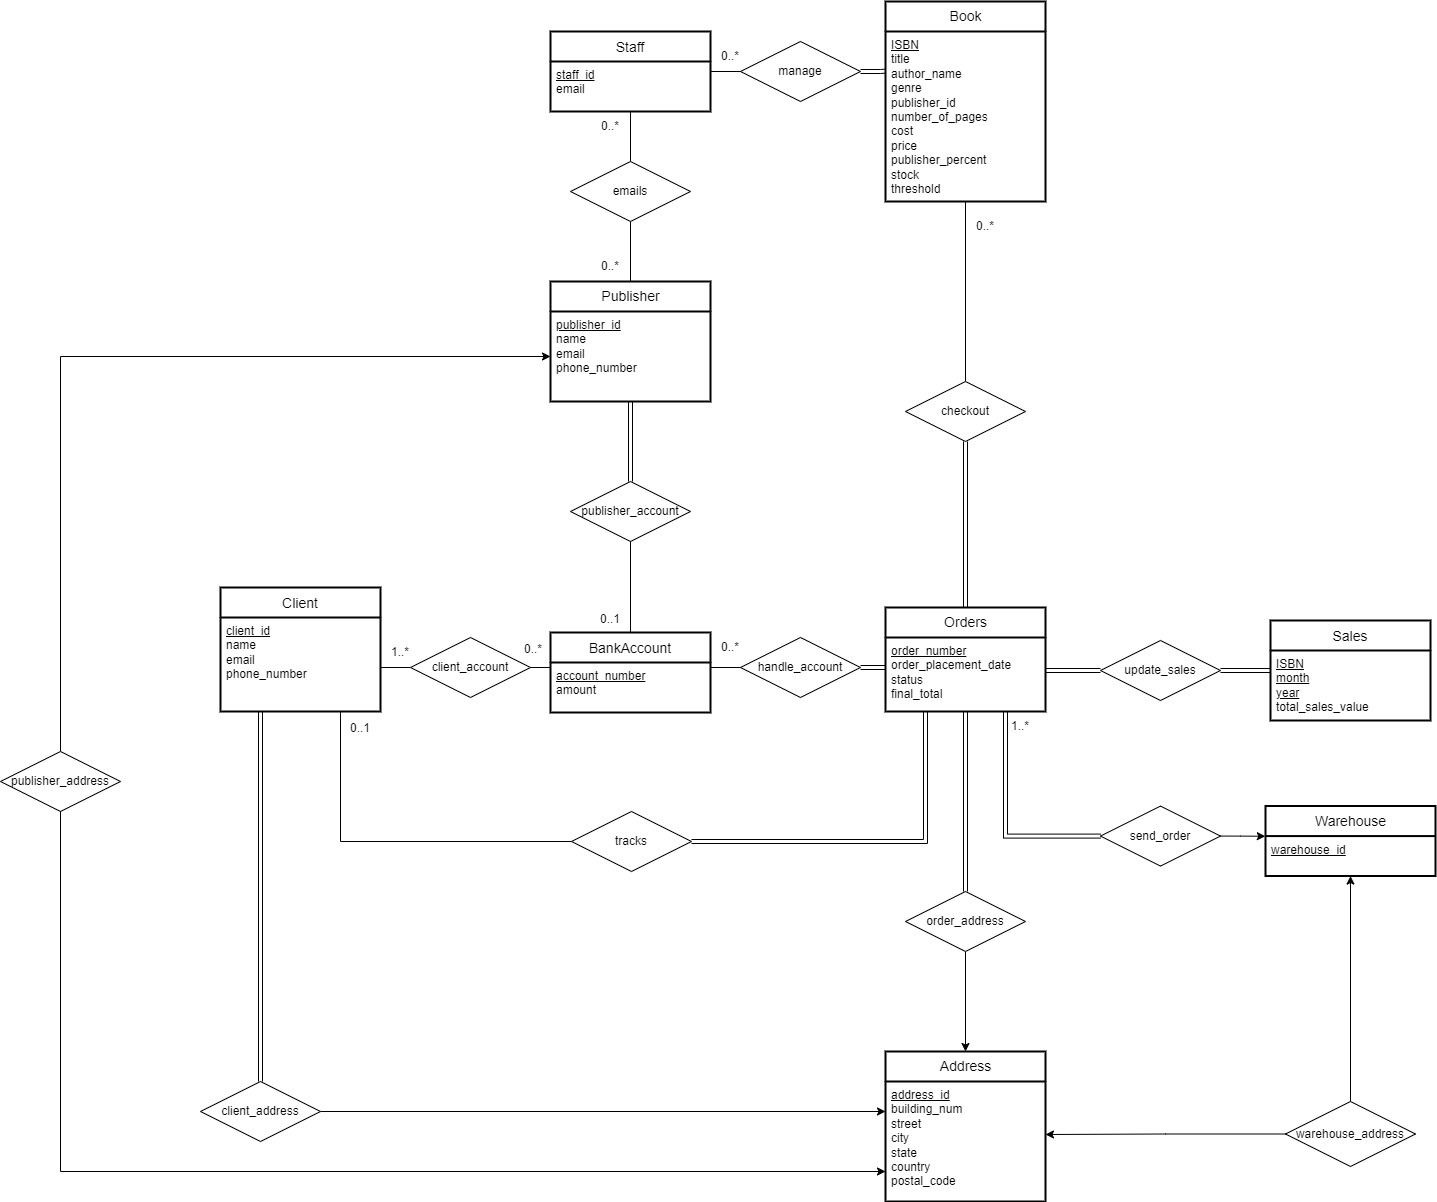 Book
ISBN
title
author_name
genre
publisher_id
number_of_pages
cost
price
publisher_percent
stock
threshold
Staff
staff_id
email
0..*
manage
0..*
emails
0..*
0..*
Publisher
publisher_id
name
email
phone_number
checkout
publisher_account
0..1
Client
client_id
name
email
phone_number
1..*
client_account
0..*
BankAccount
account_number
amount
0..*
handle_account
Orders
order_number
order_placement_date
status
final_total
update_sales
Sales
ISBN
month
year
total_sales_value
0..1
1..*
publisher_address
tracks
send_order
Warehouse
warehouse_id
order_address
client_address
Address
address_id
building_num
street
city
state
country
postal_code
warehouse_address